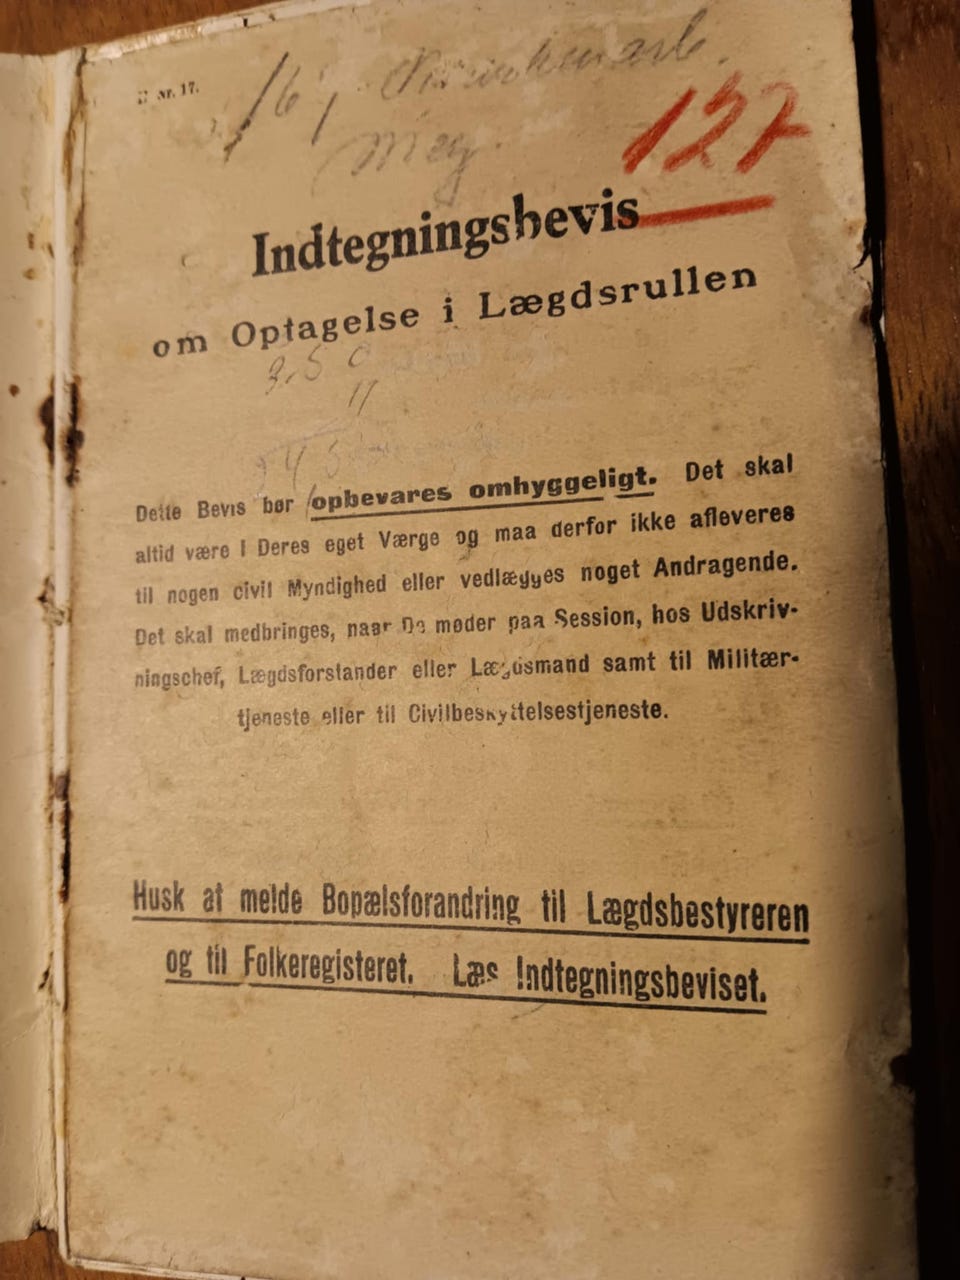 Nr. 17.
16
127
Indtegningsbevis
om Optagelse i Lægdsrullen
350
11
Dette Bevis bør opbevares omhyggeligt. Det skal
altid være i Deres eget Værge og maa derfor ikke afleveres
til nogen civil Myndighed eller vedlægges noget Andragende.
Det skal medbringes, naar De møder paa Session, hos Udskriv-
ningschef, Lægdsforstander eller Lægdsmand samt til Militær-
tjeneste eller til Civilbeskyttelsestjeneste.
Husk at melde Bopælsforandring til Lægdsbestyreren
og til Folkeregisteret. Læs Indtegningsbeviset.